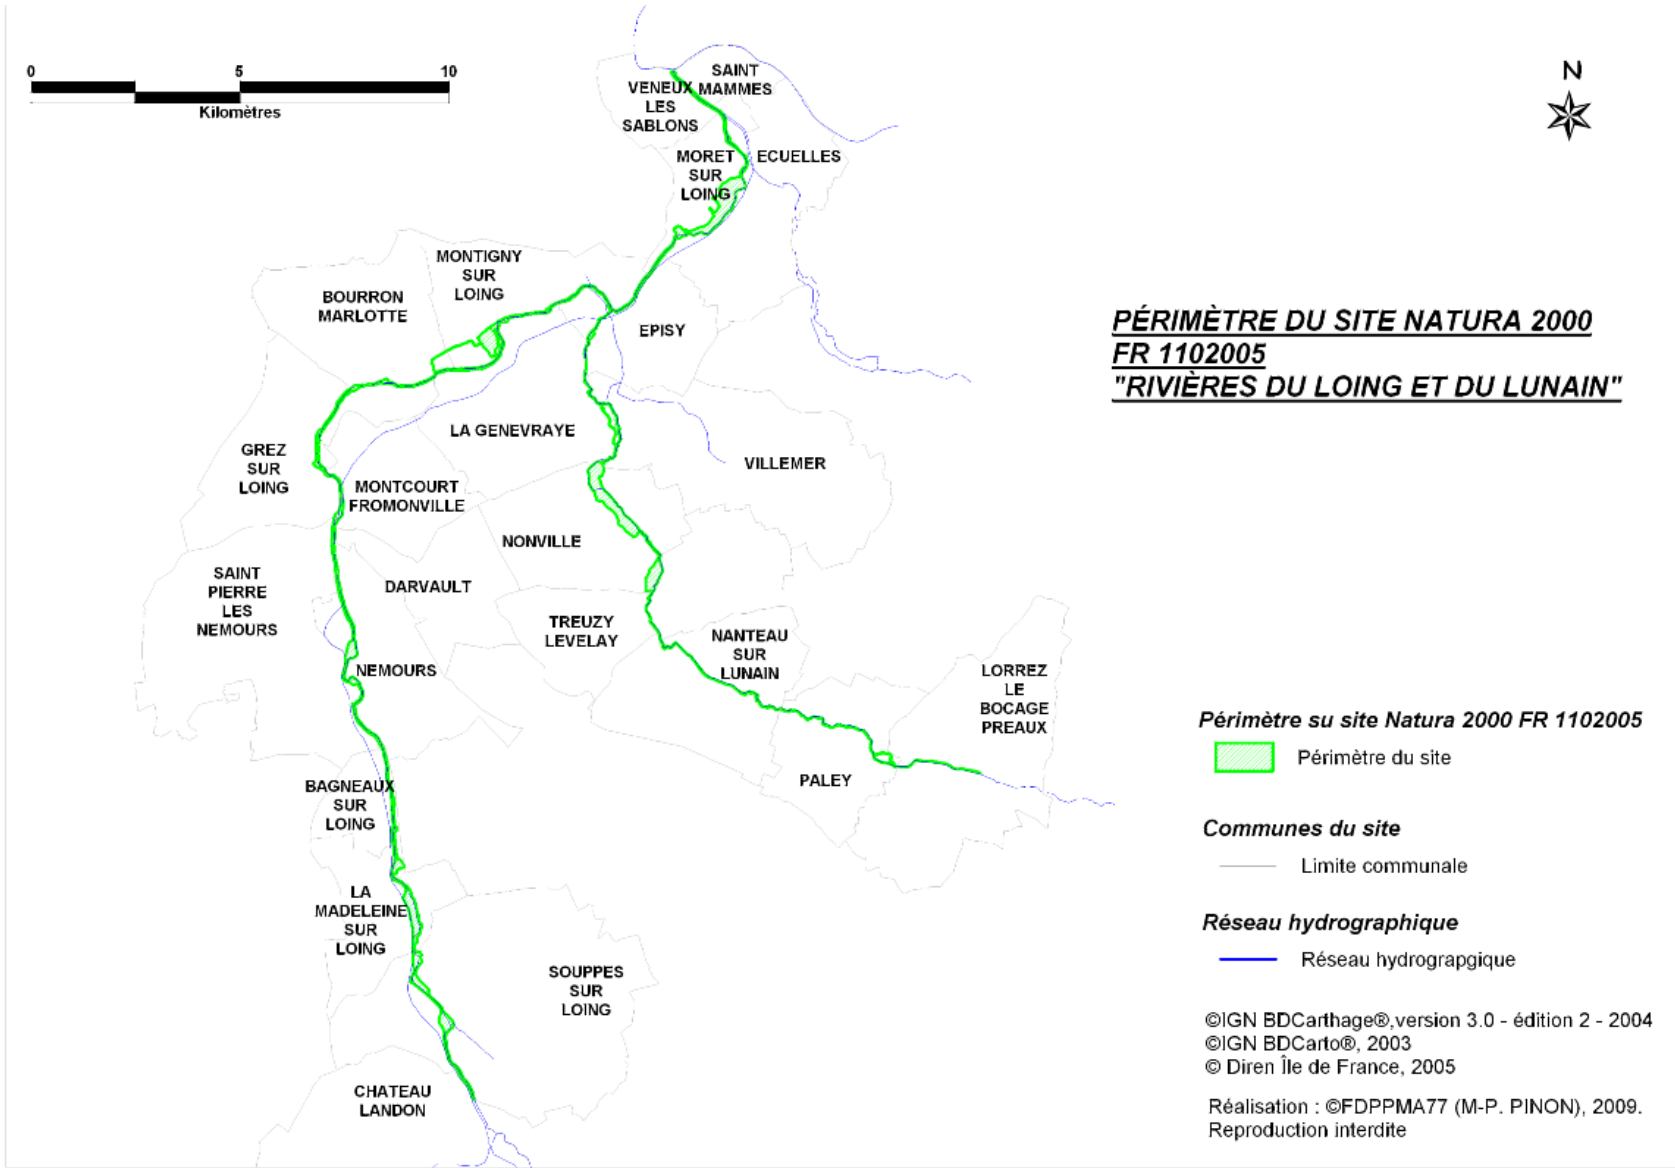 0 5 10
Kilomètres
N
SAINT
MAMMES
VENEUX
LES
SABLONS
MORET
SUR
LOING
ECUELLES
MONTIGNY
SUR
LOING
BOURRON
MARLOTTE
EPISY
PÉRIMÈTRE DU SITE NATURA 2000
FR 1102005
"RIVIÈRES DU LOING ET DU LUNAIN"
LA GENEVRAYE
GREZ
SUR
LOING
VILLEMER
MONTCOURT
FROMONVILLE
NONVILLE
SAINT
PIERRE
LES
NEMOURS
DARVAULT
TREUZY
LEVELAY
NANTEAU
SUR
LUNAIN
NEMOURS
LORREZ
LE
BOCAGE
PREAUX
PALEY
BAGNEAUX
SUR
LOING
LA
MADELEINE
SUR
LOING
SOUPPES
SUR
LOING
CHATEAU
LANDON
Périmètre su site Natura 2000 FR 1102005
Périmètre du site
Communes du site
Limite communale
Réseau hydrographique
Réseau hydrograpgique
©IGN BDCarthage®,version 3.0 - édition 2 - 2004
©IGN BDCarto®, 2003
© Diren Île de France, 2005
Réalisation : ©FDPPMA77 (M-P. PINON), 2009.
Reproduction interdite